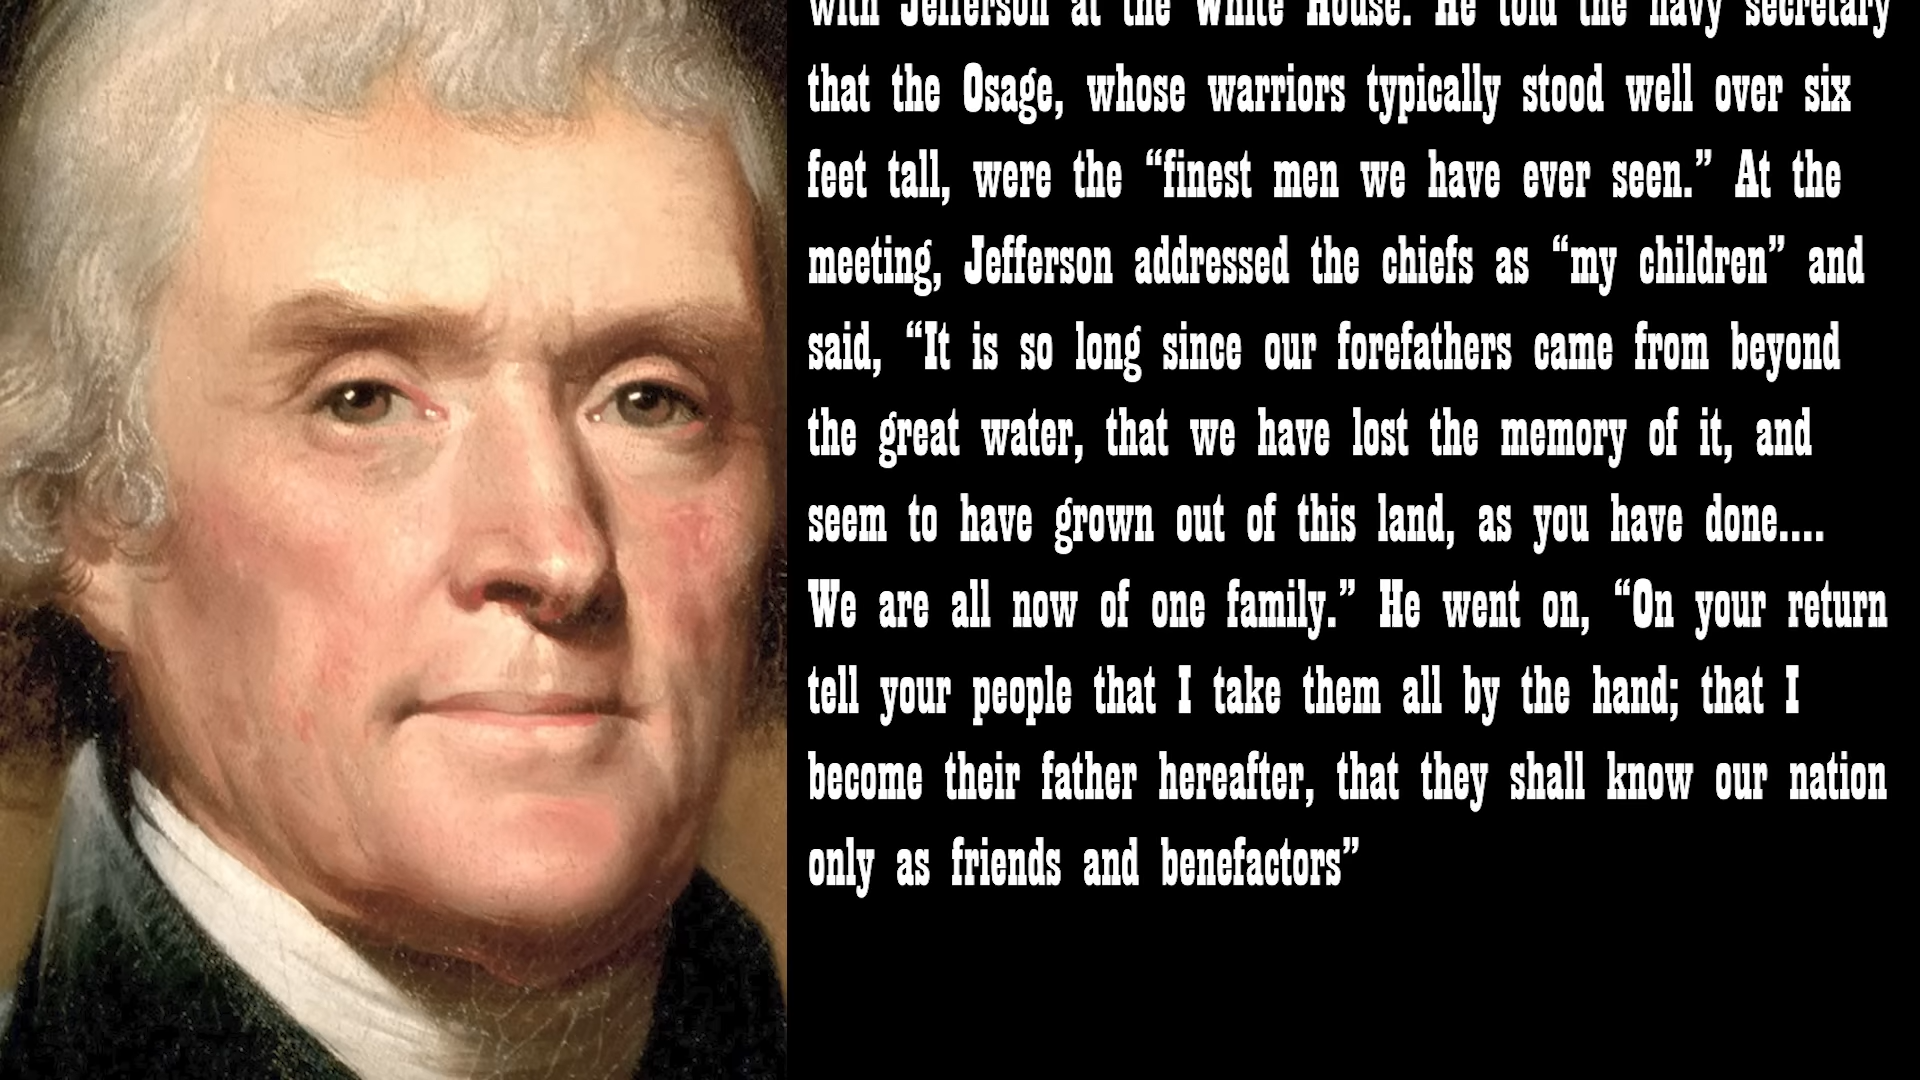 with Jefferson at the White House. He told the navy secretary
that the Osage, whose warriors typically stood well over six
feet tall, were the “finest men we have ever seen.” At the
meeting, Jefferson addressed the chiefs as “my children” and
said, “It is so long since our forefathers came from beyond
the great water, that we have lost the memory of it, and
seem to have grown out of this land, as you have done....
We are all now of one family.” He went on, “On your return
tell your people that I take them all by the hand; that I
become their father hereafter, that they shall know our nation
only as friends and benefactors”